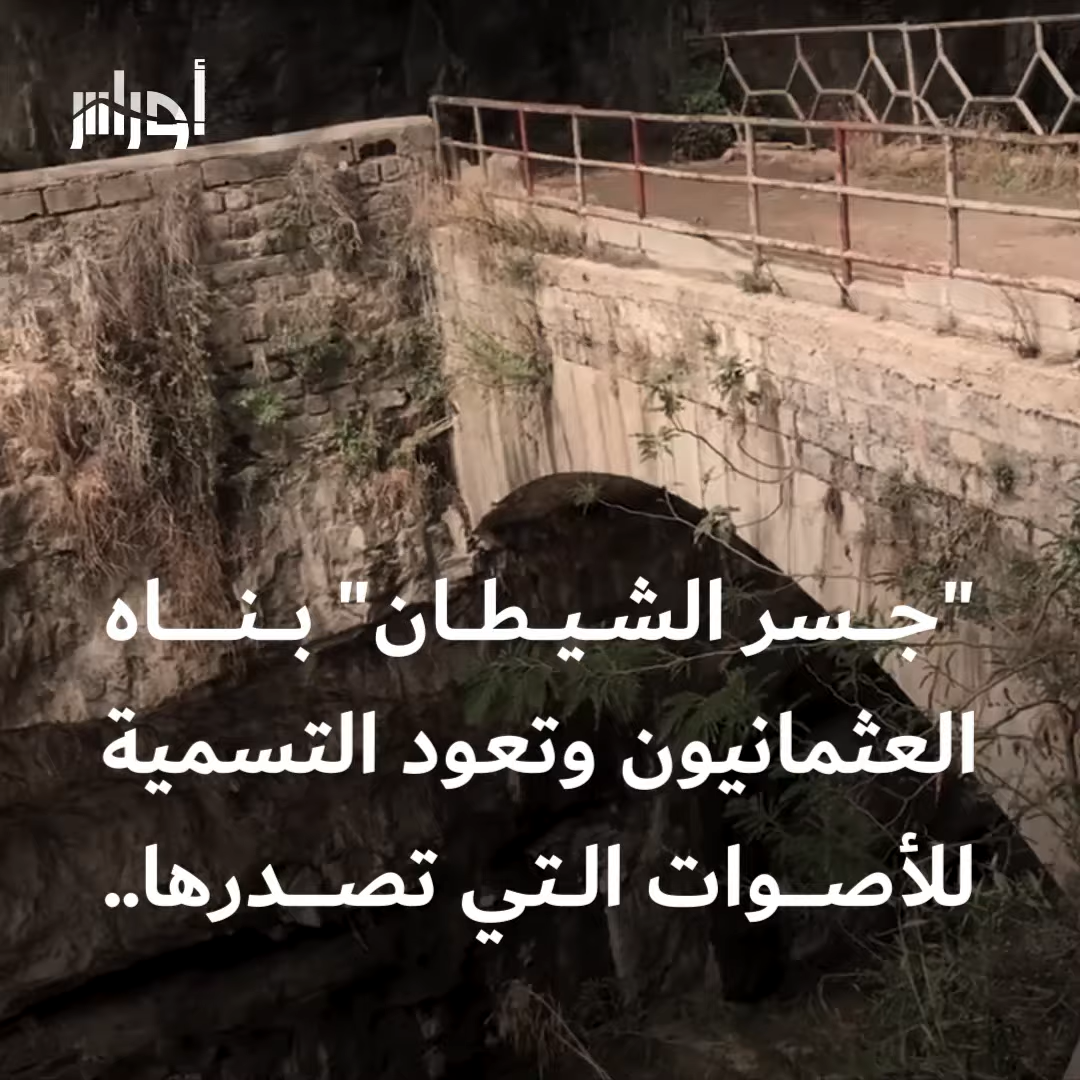 أوراس
"جسر الشيطان" بناه
العثمانيون وتعود التسمية
للأصوات التي تصدرها..